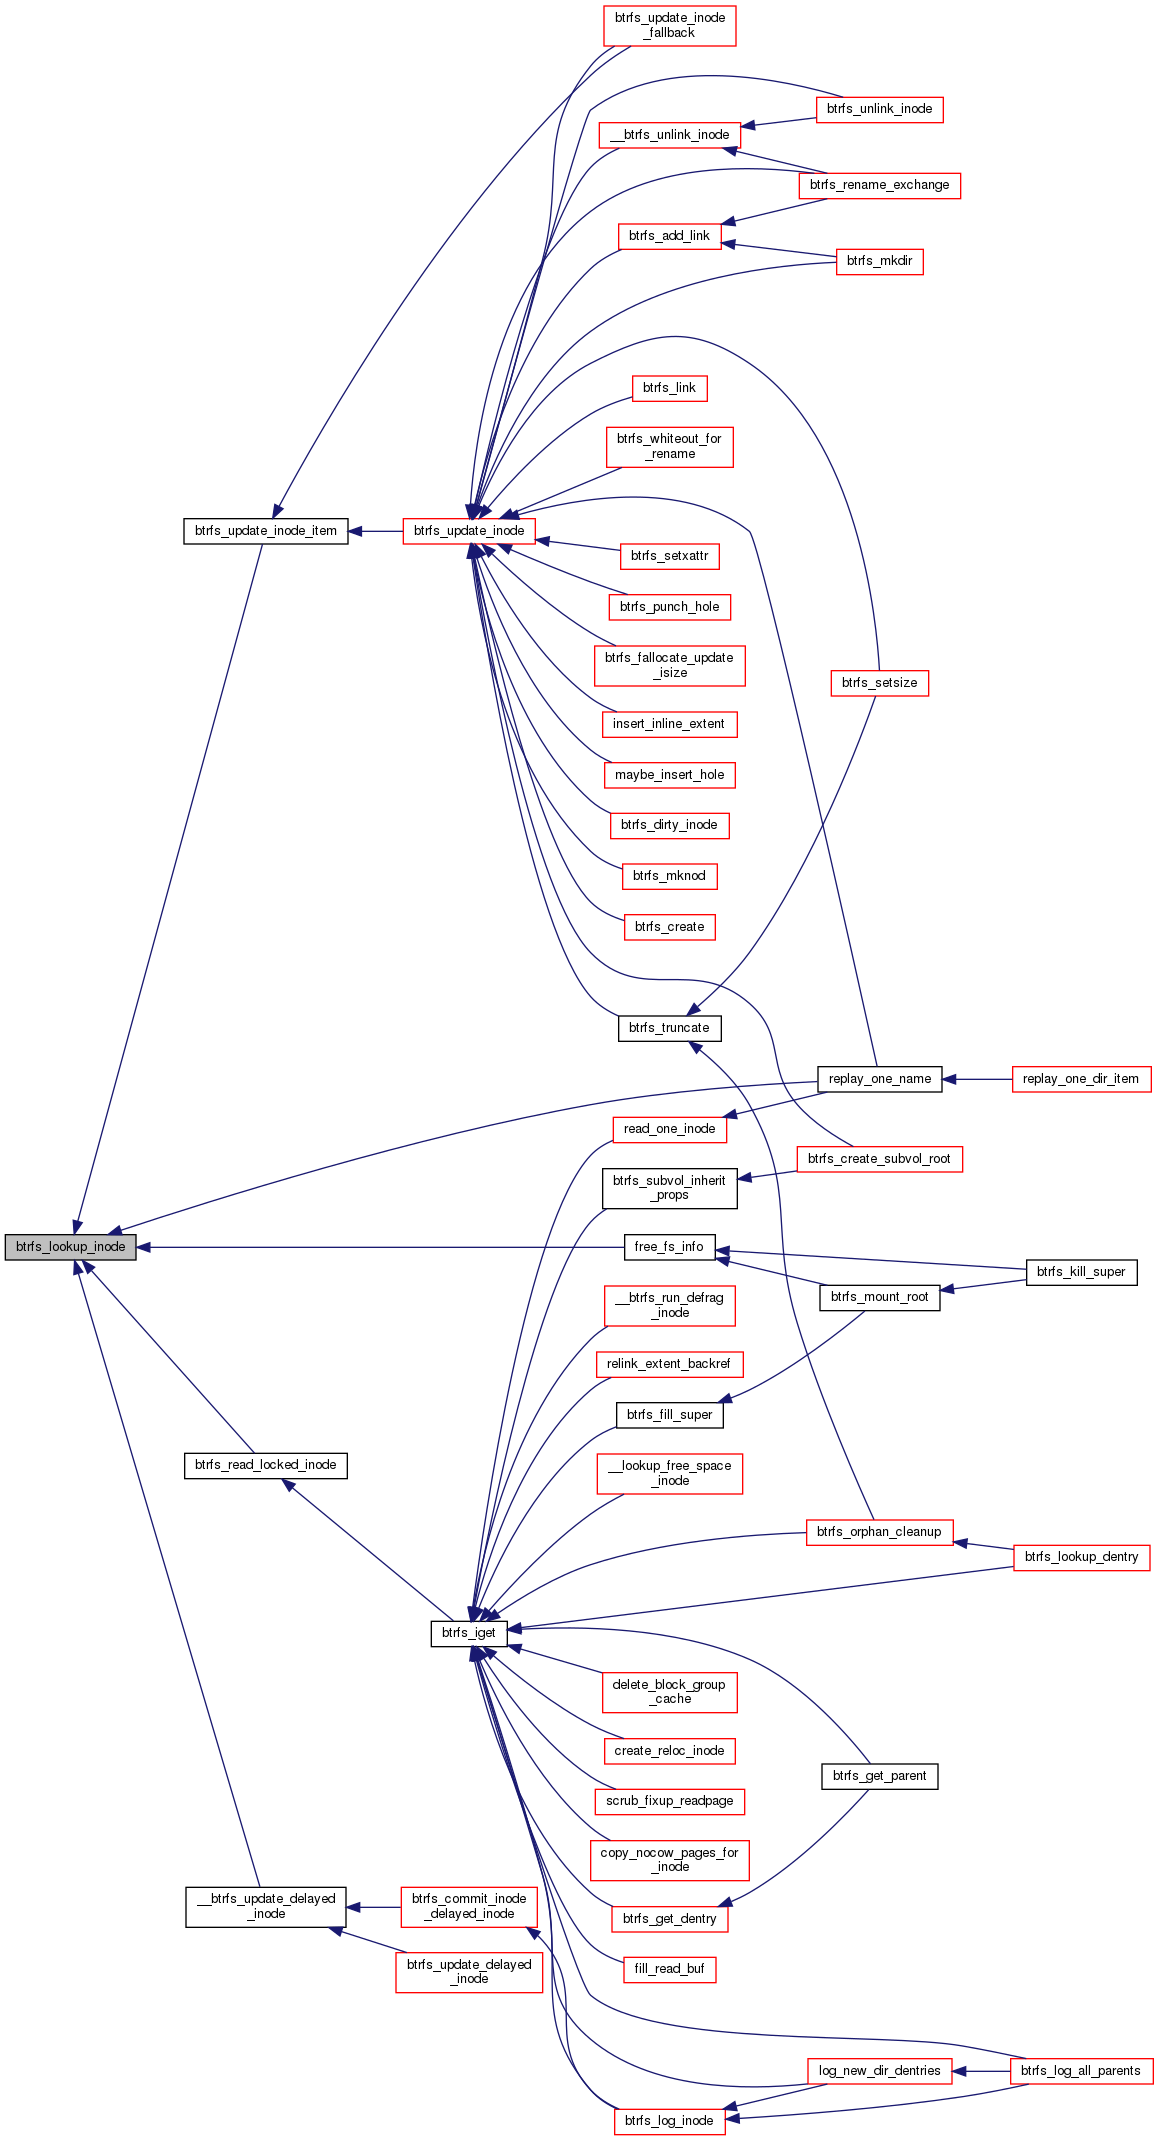 btrfs_update_inode
_fallback
btrfs_unlink_inode
__btrfs_unlink_inode
btrfs_rename_exchange
btrfs_add_link
btrfs_mkdir
btrfs_link
btrfs_whiteout_for
_rename
btrfs_update_inode_item
btrfs_update_inode
btrfs_setxattr
btrfs_punch_hole
btrfs_fallocate_update
_isize
btrfs_setsize
insert_inline_extent
maybe_insert_hole
btrfs_dirty_inode
btrfs_mknod
btrfs_create
btrfs_truncate
replay_one_name
replay_one_dir_item
read_one_inode
btrfs_create_subvol_root
btrfs_subvol_inherit
_props
btrfs_lookup_inode
free_fs_info
btrfs_kill_super
btrfs_mount_root
__btrfs_run_defrag
_inode
relink_extent_backref
btrfs_fill_super
btrfs_read_locked_inode
__lookup_free_space
_inode
btrfs_orphan_cleanup
btrfs_lookup_dentry
btrfs_iget
delete_block_group
_cache
create_reloc_inode
btrfs_get_parent
scrub_fixup_readpage
copy_nocow_pages_for
_inode
__btrfs_update_delayed
_inode
btrfs_commit_inode
_delayed_inode
btrfs_get_dentry
btrfs_update_delayed
_inode
fill_read_buf
log_new_dir_dentries
btrfs_log_all_parents
btrfs_log_inode